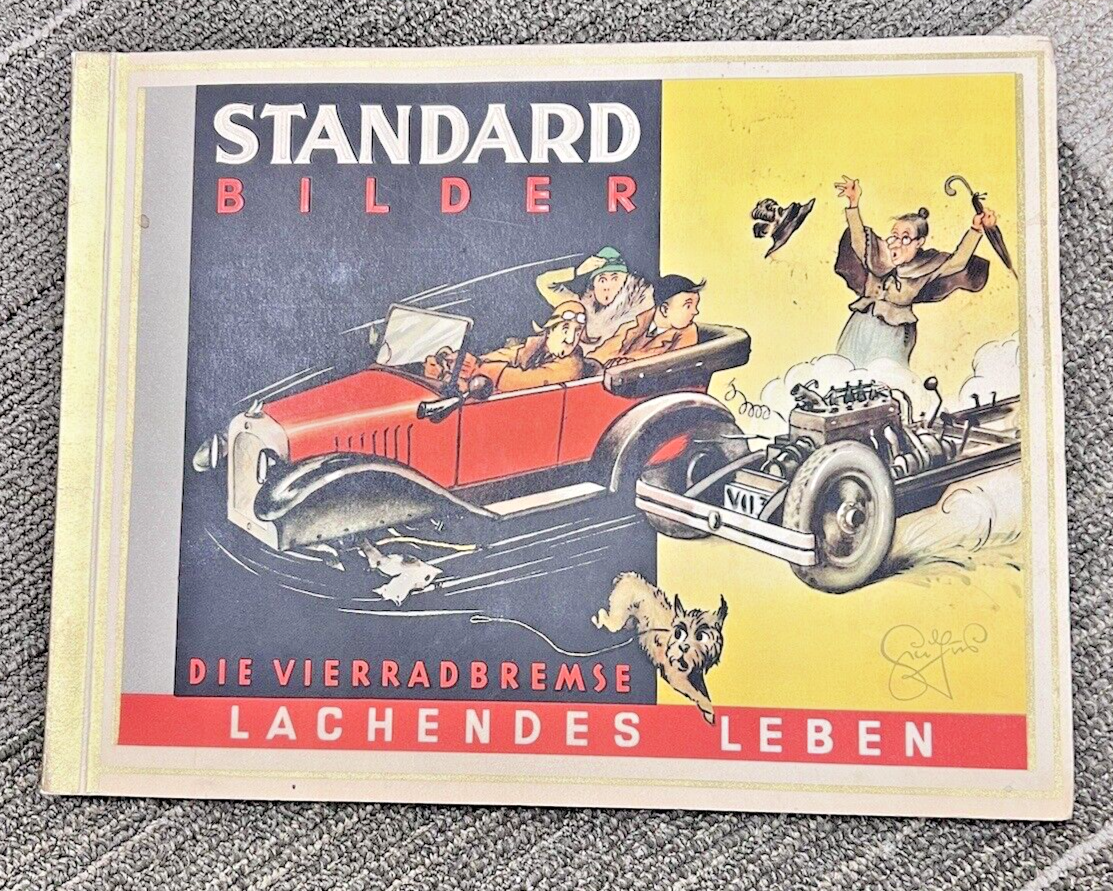 STANDARD
BILDER
DIE VIERRADBREMSE
LACHENDES LEBEN